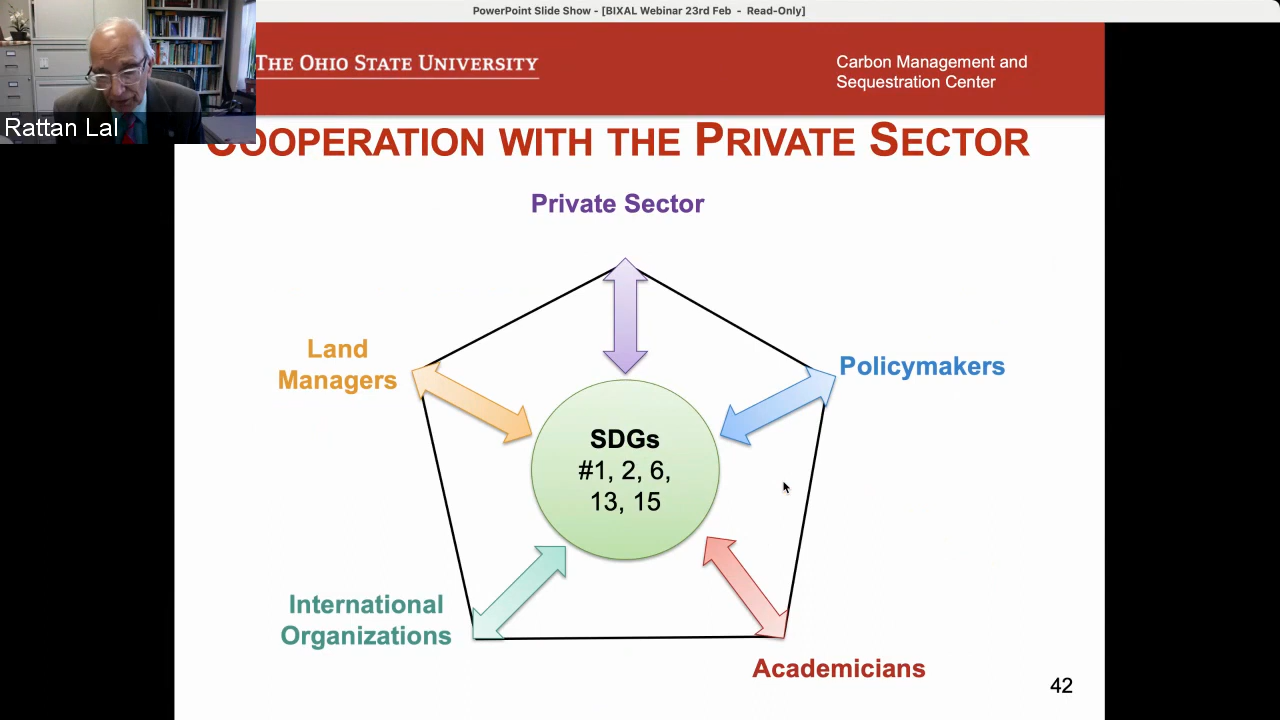 PowerPoint Slide Show - [BIXAL Webinar 23rd Feb - Read-Only]
THE OHIO STATE UNIVERSITY
Carbon Management and
Sequestration Center
Rattan Lal
COOPERATION WITH THE PRIVATE SECTOR
Private Sector
Land
Managers
Policymakers
SDGs
#1, 2, 6,
13, 15
International
Organizations
Academicians
42